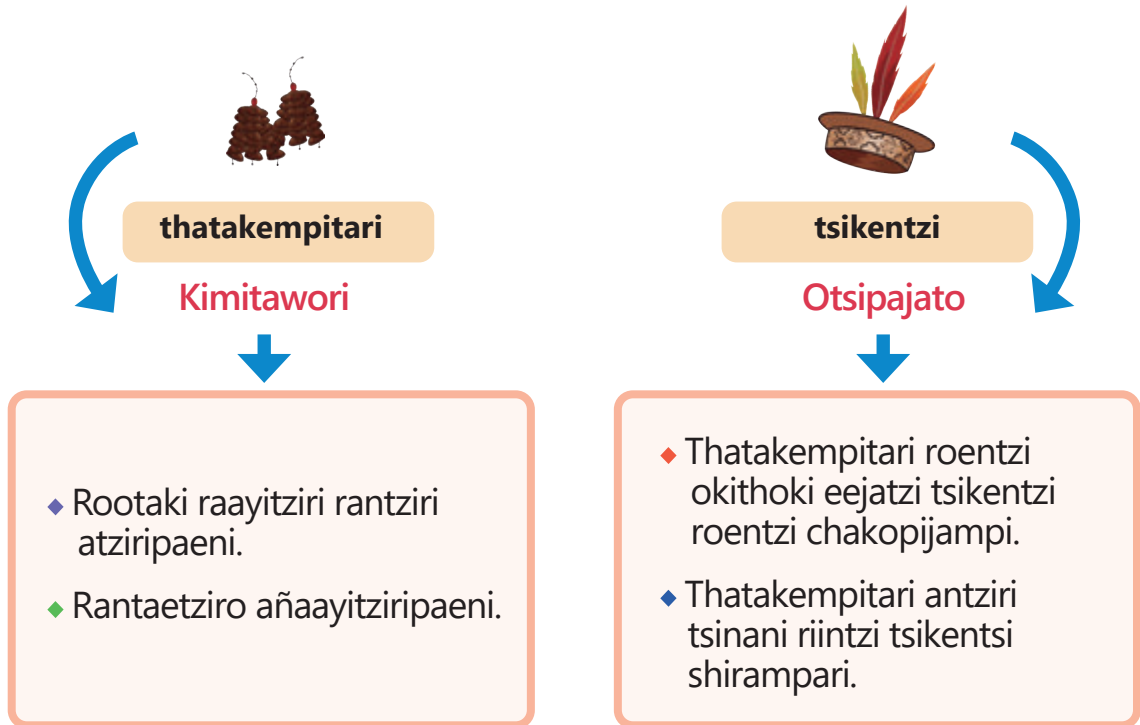 thatakempitari
Kimitawori
◆ Rootaki raayitziri rantziri
atziripaeni.
◆ Rantaetziro añaayitziripaeni.
tsikentzi
Otsipajato
◆ Thatakempitari roentzi
okithoki eejatzi tsikentzi
roentzi chakopijampi.
◆ Thatakempitari antziri
tsinani riintzi tsikentsi
shirampari.